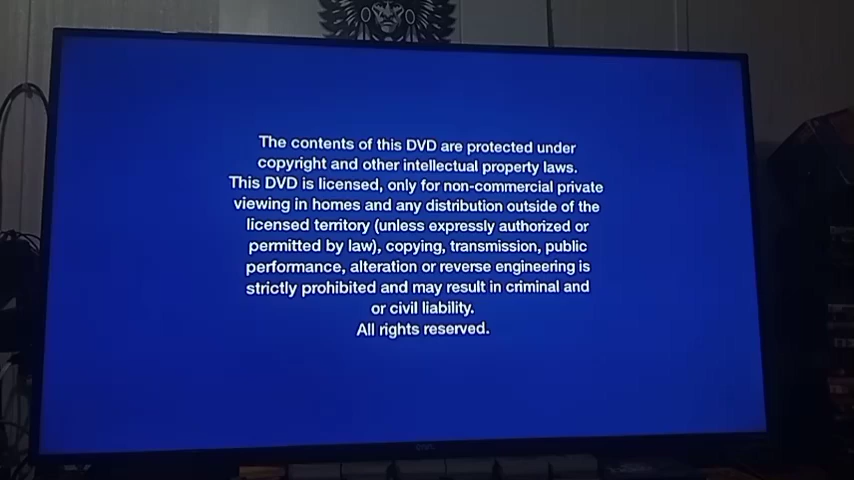 The contents of this DVD are protected under
copyright and other intellectual property laws.
This DVD is licensed, only for non-commercial private
viewing in homes and any distribution outside of the
licensed territory (unless expressly authorized or
permitted by law), copying, transmission, public
performance, alteration or reverse engineering is
strictly prohibited and may result in criminal and
or civil liability.
All rights reserved.